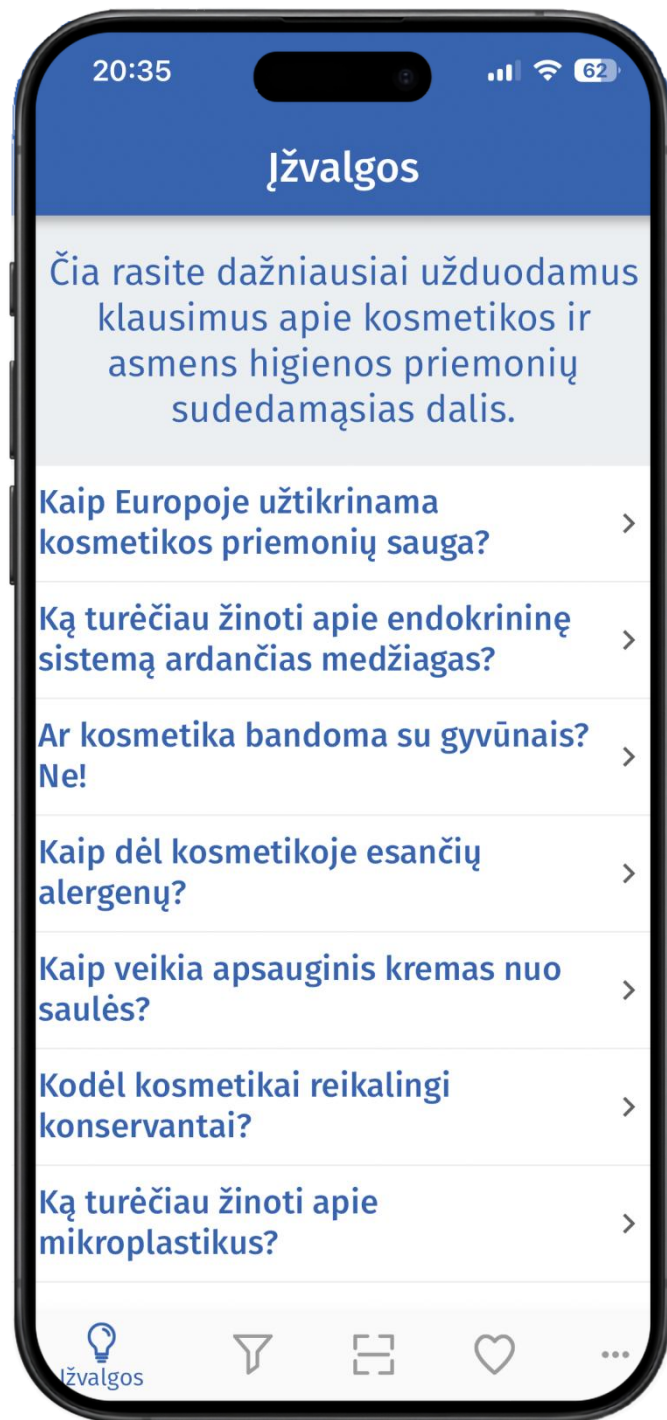 20:35
62
Įžvalgos
Čia rasite dažniausiai užduodamus
klausimus apie kosmetikos ir
asmens higienos priemonių
sudedamąsias dalis.
Kaip Europoje užtikrinama
kosmetikos priemonių sauga?
Ką turėčiau žinoti apie endokrininę
sistemą ardančias medžiagas?
Ar kosmetika bandoma su gyvūnais?
Ne!
Kaip dėl kosmetikoje esančių
alergenų?
Kaip veikia apsauginis kremas nuo
saulės?
Kodėl kosmetikai reikalingi
konservantai?
Ką turėčiau žinoti apie
mikroplastikus?
Įžvalgos